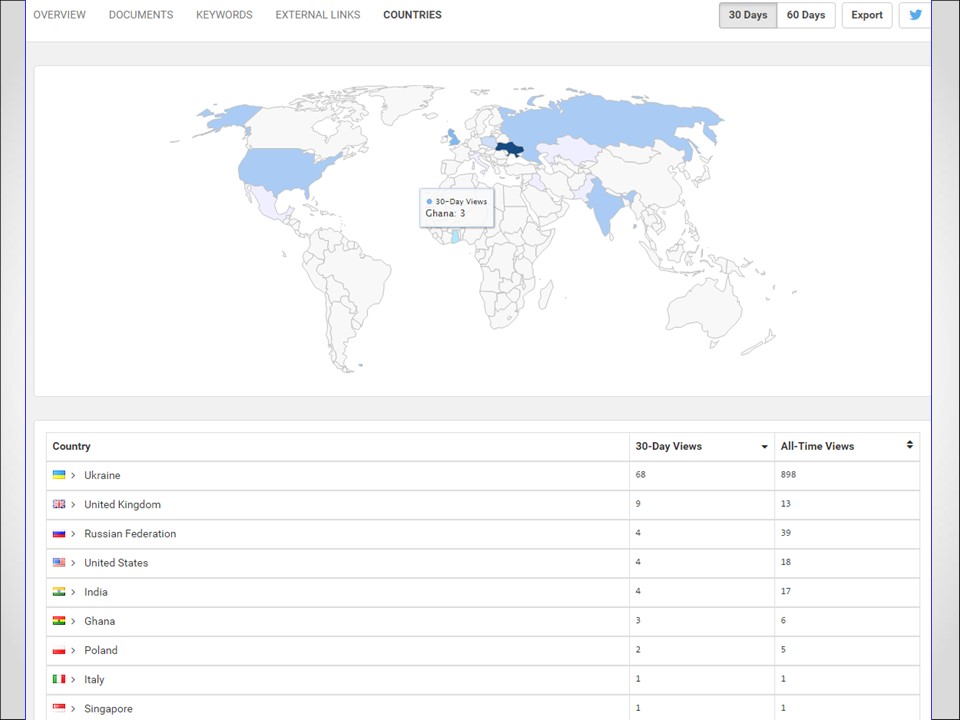 OVERVIEW DOCUMENTS KEYWORDS EXTERNAL LINKS COUNTRIES 30 Days 60 Days Export
30-Day Views
Ghana: 3
Country 30-Day Views All-Time Views
Ukraine 68 898
United Kingdom 9 13
Russian Federation 4 39
United States 4 18
India 4 17
Ghana 3 6
Poland 2 5
Italy 1 1
Singapore 1 1